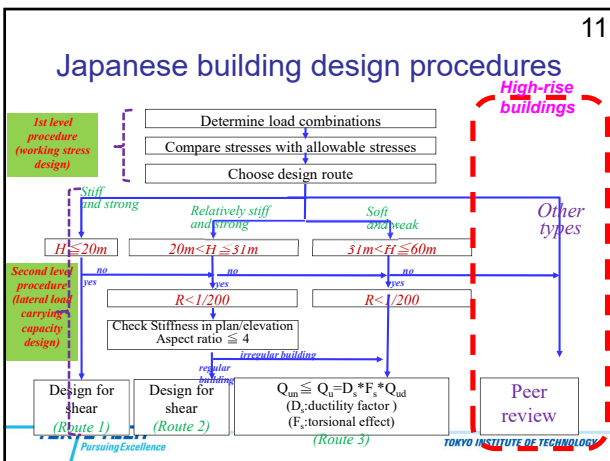 11
Japanese building design procedures
High-rise
buildings
1st level
procedure
(working stress
design)
Determine load combinations
Compare stresses with allowable stresses
Choose design route
Stiff
and strong
Relatively stiff
and strong
Soft
and weak
Other
types
H≦20m
20m<H≦31m
31m<H≦60m
no
no
no
yes
yes
yes
Second level
procedure
(lateral load
carrying
capacity
design)
R<1/200
R<1/200
Check Stiffness in plan/elevation
Aspect ratio ≦ 4
irregular building
regular
building
Design for
shear
(Route 1)
Design for
shear
(Route 2)
Qun≦ Qu=Ds*Fs*Qud
(Ds:ductility factor )
(Fs:torsional effect)
(Route 3)
Peer
review
Pursuing Excellence
TOKYO INSTITUTE OF TECHNOLOGY